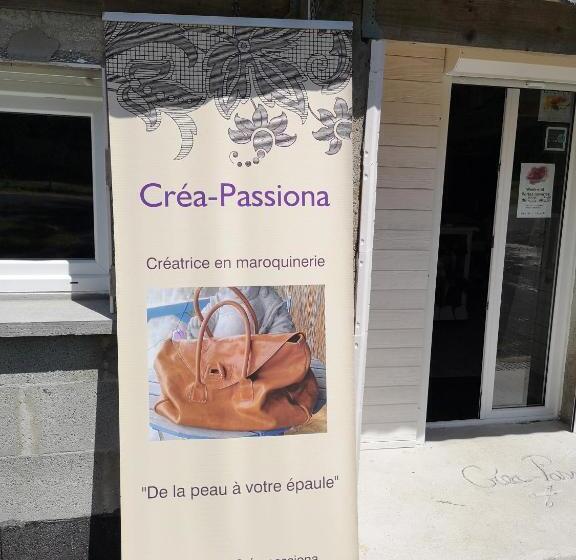 Créa-Passiona
Créatrice en maroquinerie
"De la peau à votre épaule"